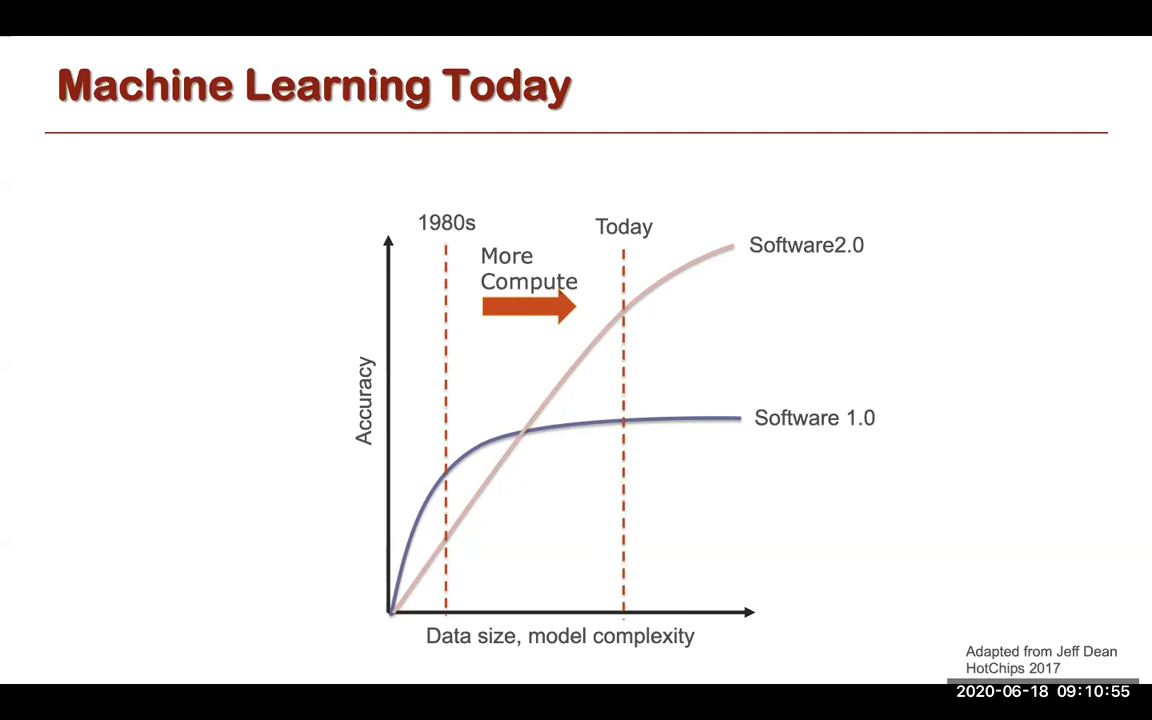 Machine Learning Today
1980s
Today
More
Compute
Software2.0
Accuracy
Software 1.0
Data size, model complexity
Adapted from Jeff Dean
HotChips 2017
2020-06-18 09:10:55